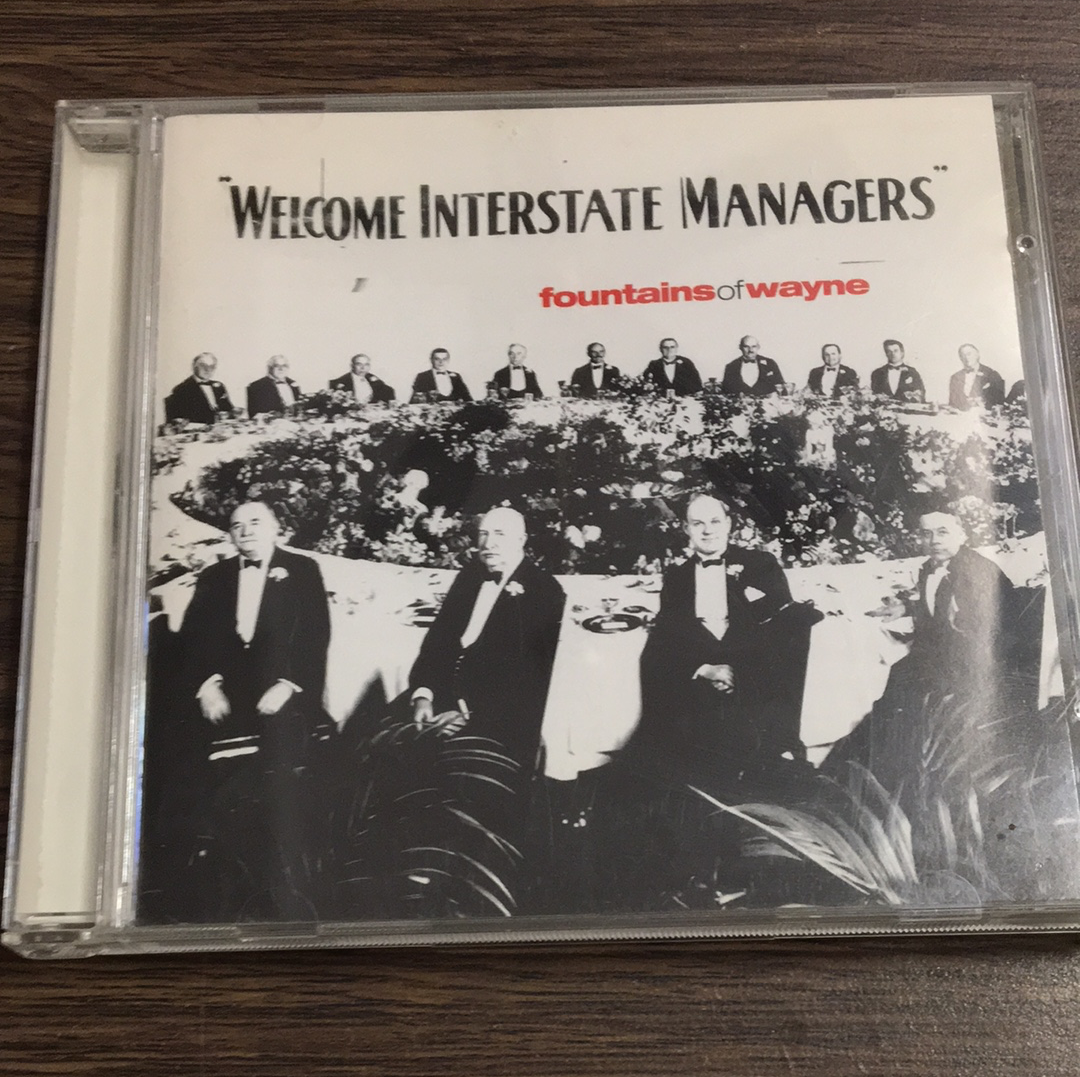 "WELCOME INTERSTATE MANAGERS"
fountainsofwayne